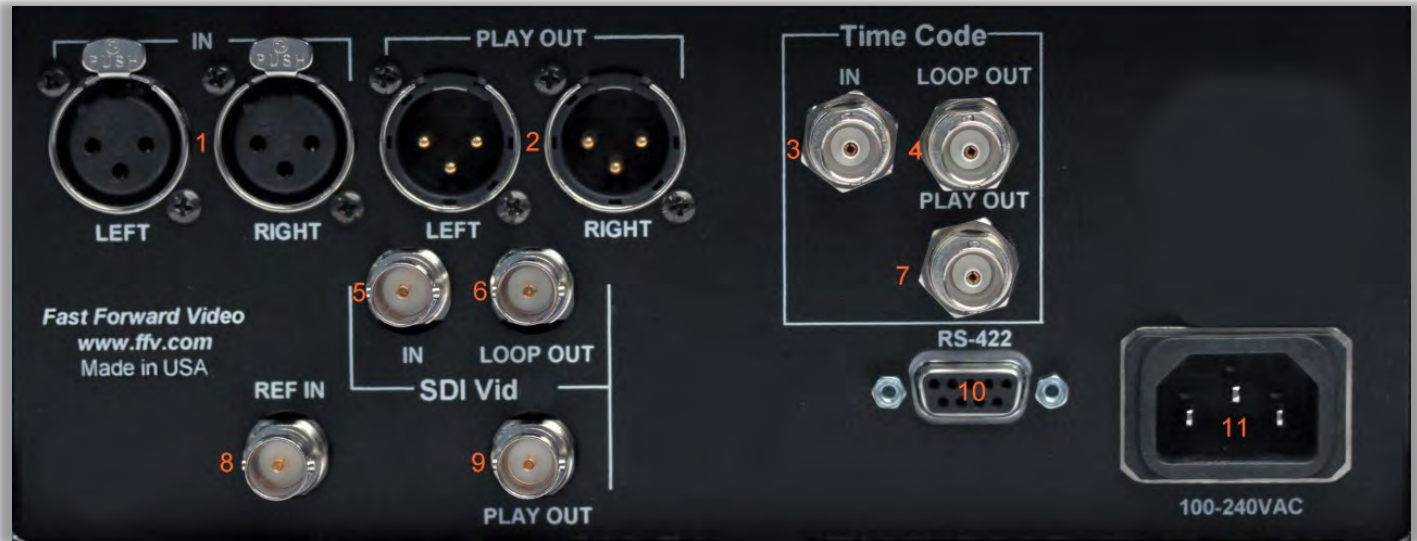 IN
PUSH
PUSH
PLAY OUT
1
2
LEFT
RIGHT
LEFT
RIGHT
Time Code
IN
LOOP OUT
3
4
PLAY OUT
7
5
6
IN
LOOP OUT
SDI Vid
Fast Forward Video
www.ffv.com
Made in USA
REF IN
8
9
PLAY OUT
RS-422
10
11
100-240VAC